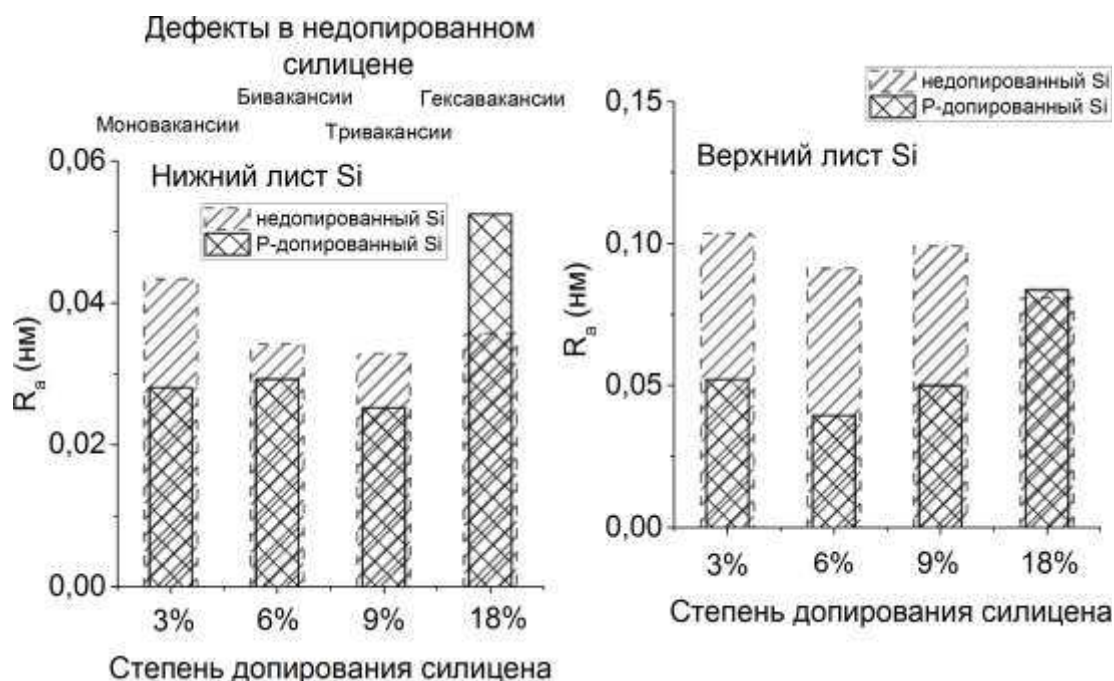 Дефекты в недопированном
силицене
Бивакансии
Гексавакансии
Моновакансии
Тривакансии
0,06
0,04
0,02
0,00
R_a (нм)
Нижний лист Si
недопированный Si
Р-допированный Si
3%
6%
9%
18%
Степень допирования силицена
недопированный Si
Р-допированный Si
0,15
0,10
0,05
0,00
R_a (нм)
Верхний лист Si
3%
6%
9%
18%
Степень допирования силицена